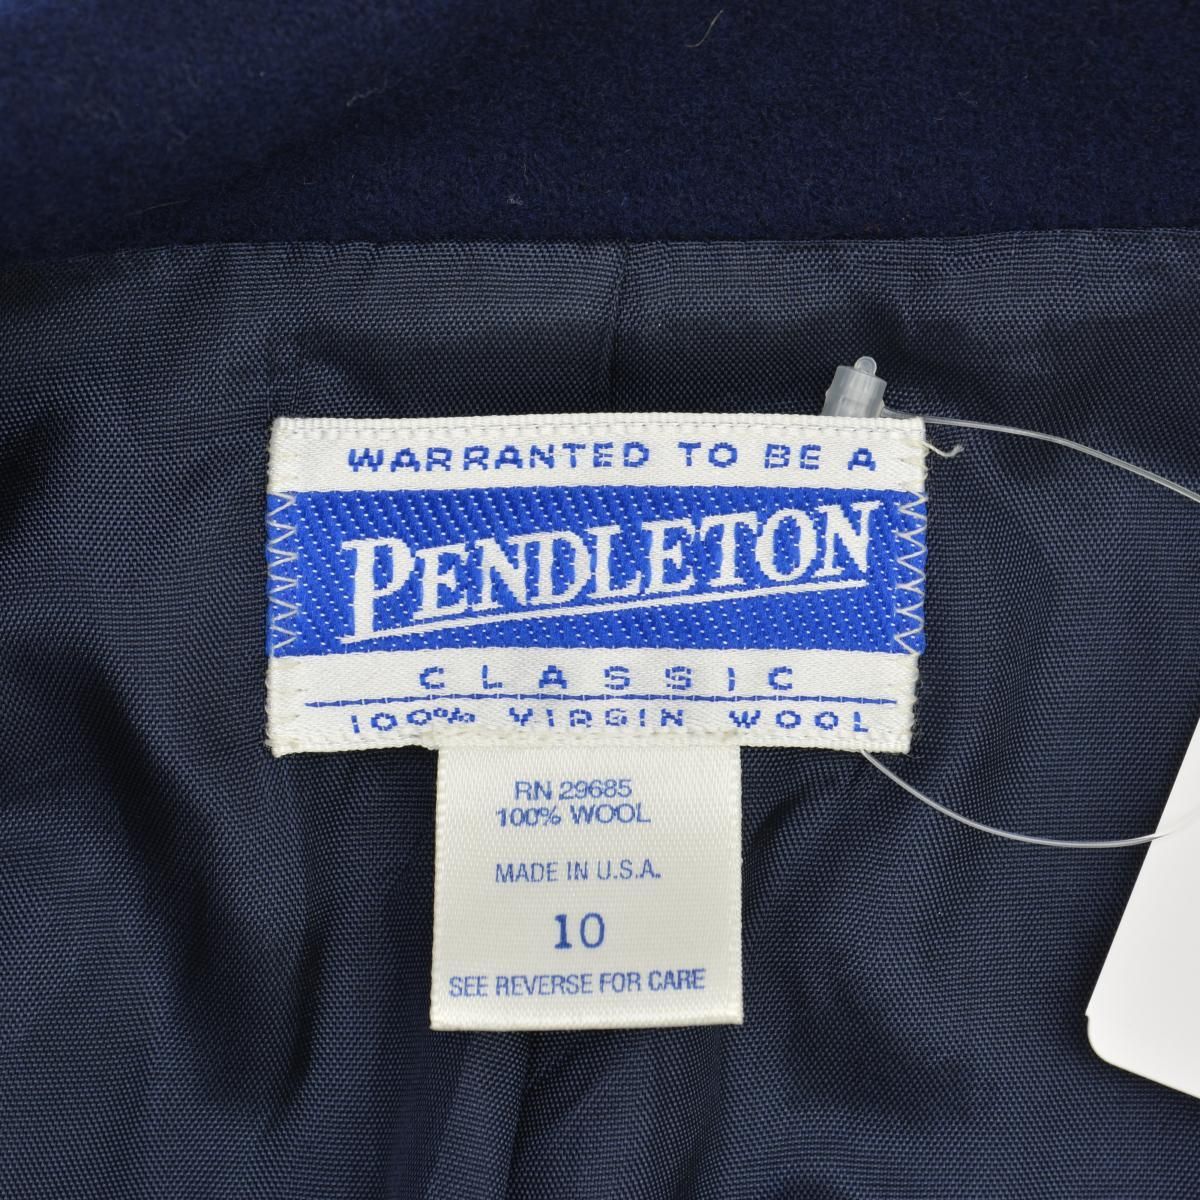 WARRANTED TO BE A
PENDLETON
CLASSIC
100% VIRGIN WOOL
RN 29685
100% WOOL
MADE IN U.S.A.
10
SEE REVERSE FOR CARE